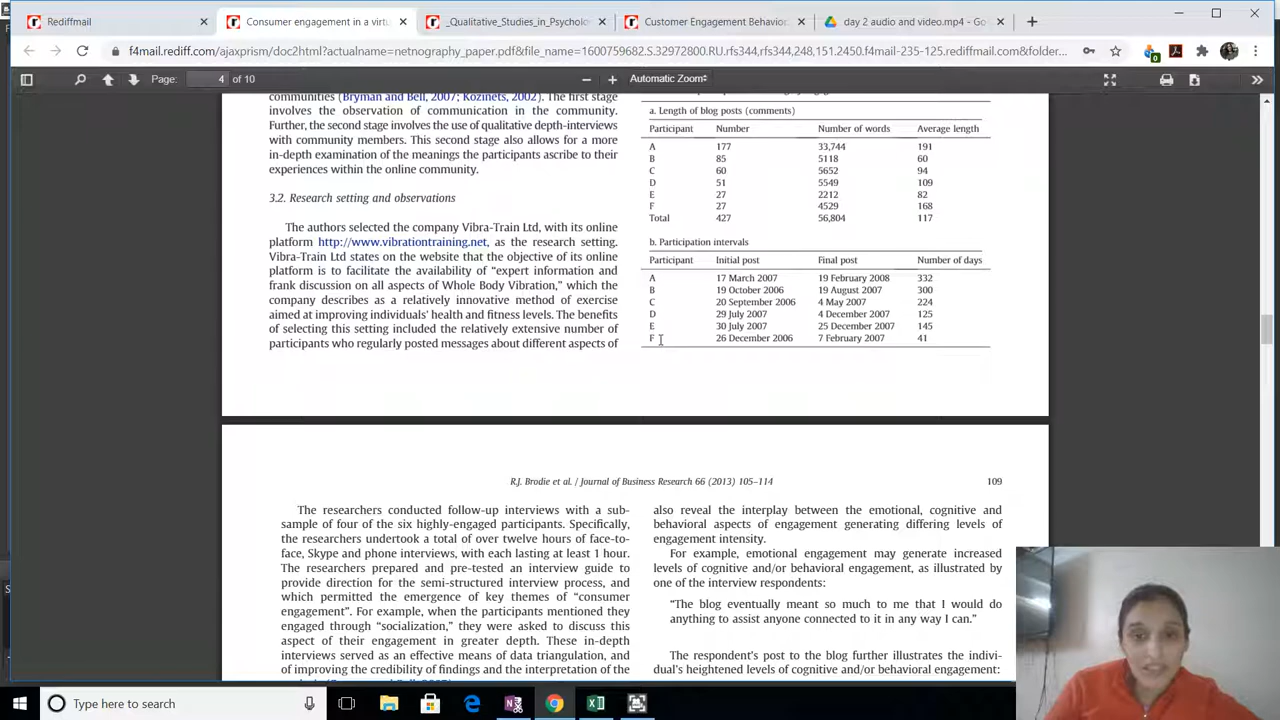 Rediffmail
Consumer engagement in a virtu
_Qualitative_Studies_in_Psycholo
Customer Engagement Behavior
day 2 audio and video.mp4 - Go
f4mail.rediff.com/ajaxprism/doc2html?actualname=netnography_paper.pdf&file_name=1600759682.S.32972800.RU.rfs344,rfs344,248,151.2450.f4mail-235-125.rediffmail.com&folder...
0
Page: 4 of 10
Automatic Zoom
communities (Bryman and Bell, 2007; Kozinets, 2002). The first stage
involves the observation of communication in the community.
Further, the second stage involves the use of qualitative depth-interviews
with community members. This second stage also allows for a more
in-depth examination of the meanings the participants ascribe to their
experiences within the online community.
3.2. Research setting and observations
The authors selected the company Vibra-Train Ltd, with its online
platform http://www.vibrationtraining.net, as the research setting.
Vibra-Train Ltd states on the website that the objective of its online
platform is to facilitate the availability of “expert information and
frank discussion on all aspects of Whole Body Vibration,” which the
company describes as a relatively innovative method of exercise
aimed at improving individuals' health and fitness levels. The benefits
of selecting this setting included the relatively extensive number of
participants who regularly posted messages about different aspects of
a. Length of blog posts (comments)
Participant Number Number of words Average length
A 177 33,744 191
B 85 5118 60
C 60 5652 94
D 51 5549 109
E 27 2212 82
F 27 4529 168
Total 427 56,804 117
b. Participation intervals
Participant Initial post Final post Number of days
A 17 March 2007 19 February 2008 332
B 19 October 2006 19 August 2007 300
C 20 September 2006 4 May 2007 224
D 29 July 2007 4 December 2007 125
E 30 July 2007 25 December 2007 145
F 26 December 2006 7 February 2007 41
R.J. Brodie et al. / Journal of Business Research 66 (2013) 105–114
109
The researchers conducted follow-up interviews with a sub-
sample of four of the six highly-engaged participants. Specifically,
the researchers undertook a total of over twelve hours of face-to-
face, Skype and phone interviews, with each lasting at least 1 hour.
The researchers prepared and pre-tested an interview guide to
provide direction for the semi-structured interview process, and
which permitted the emergence of key themes of “consumer
engagement”. For example, when the participants mentioned they
engaged through “socialization,” they were asked to discuss this
aspect of their engagement in greater depth. These in-depth
interviews served as an effective means of data triangulation, and
of improving the credibility of findings and the interpretation of the
also reveal the interplay between the emotional, cognitive and
behavioral aspects of engagement generating differing levels of
engagement intensity.
For example, emotional engagement may generate increased
levels of cognitive and/or behavioral engagement, as illustrated by
one of the interview respondents:
“The blog eventually meant so much to me that I would do
anything to assist anyone connected to it in any way I can.”
The respondent's post to the blog further illustrates the indivi-
dual's heightened levels of cognitive and/or behavioral engagement:
Type here to search